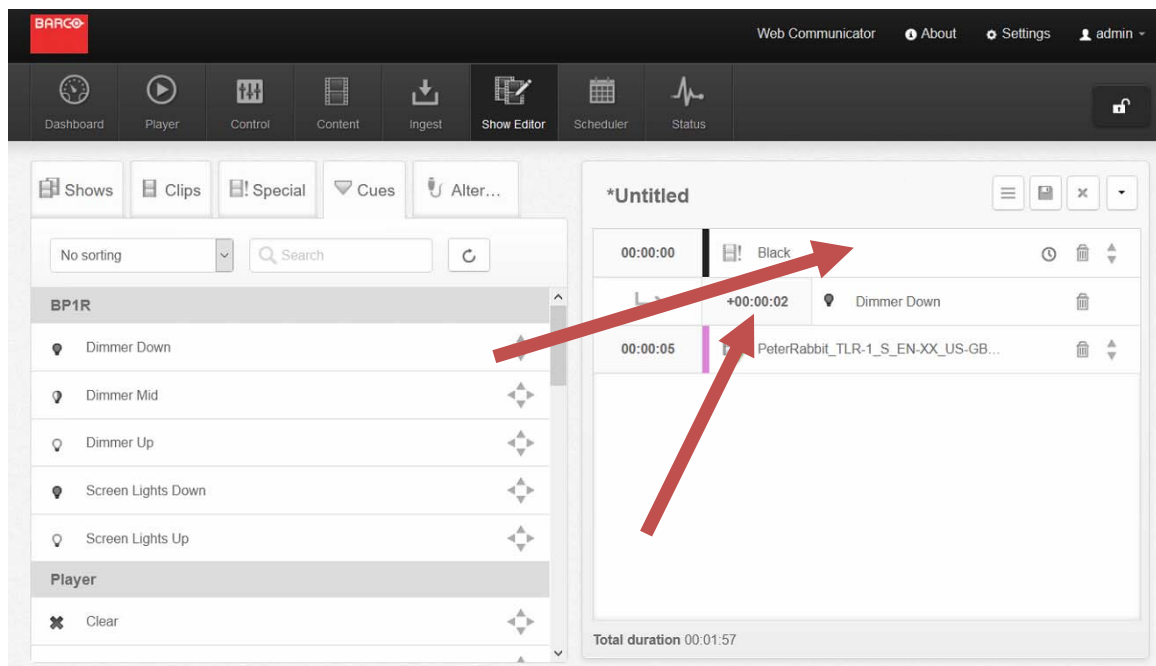 BARCO
Web Communicator About Settings admin
Dashboard Player Control Content Ingest Show Editor Scheduler Status
Shows Clips Special Cues Alter...
No sorting Search
BP1R
Dimmer Down
Dimmer Mid
Dimmer Up
Screen Lights Down
Screen Lights Up
Player
Clear
*Untitled
00:00:00 Black
+00:00:02 Dimmer Down
00:00:05 PeterRabbit_TLR-1_S_EN-XX_US-GB...
Total duration 00:01:57